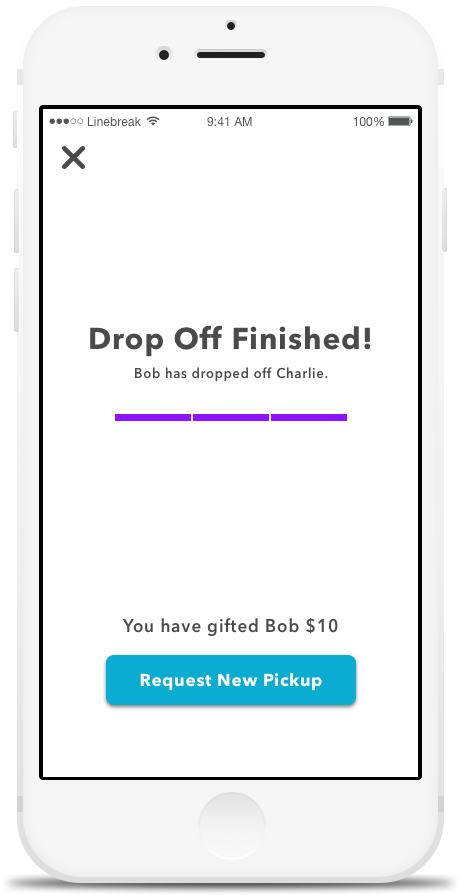 Linebreak 9:41 AM 100%
Drop Off Finished!
Bob has dropped off Charlie.
You have gifted Bob $10
Request New Pickup